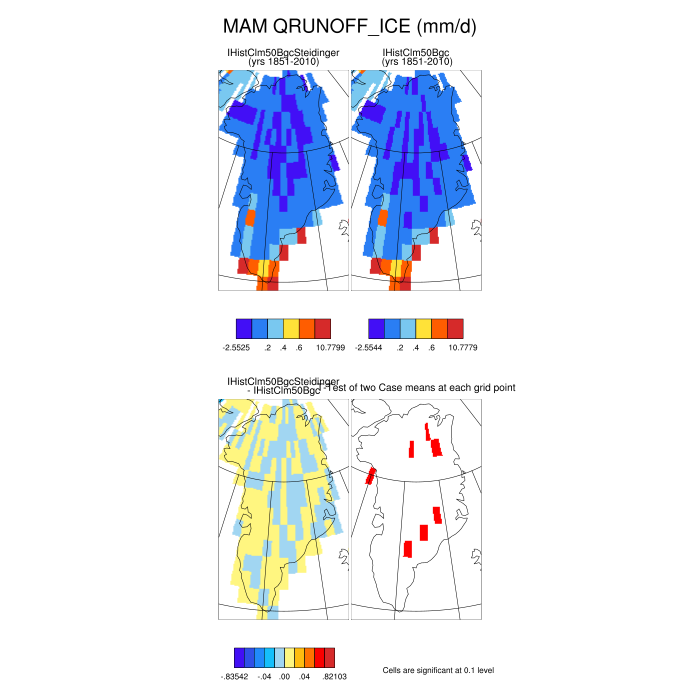 MAM QRUNOFF_ICE (mm/d)
IHistClm50BgcSteidinger
(yrs 1851-2010)
IHistClm50Bgc
(yrs 1851-2010)
-2.5525 .2 .4 .6 10.7799
-2.5544 .2 .4 .6 10.7779
IHistClm50BgcSteidinger
- IHistClm50Bgc
T-Test of two Case means at each grid point
-.83542 -.04 .00 .04 .82103
Cells are significant at 0.1 level